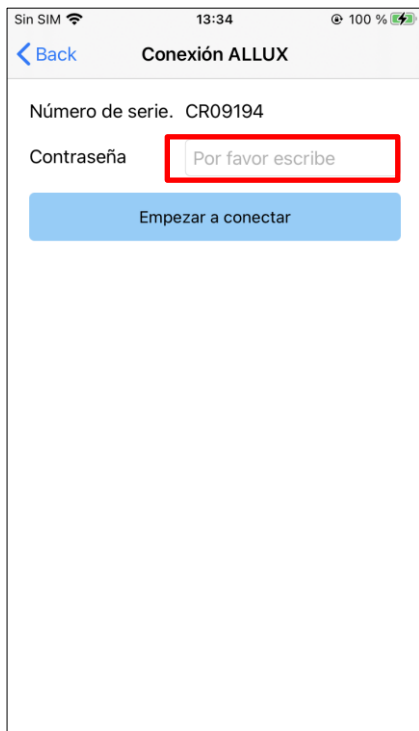 Sin SIM 13:34 100 %
Back Conexión ALLUX
Número de serie. CR09194
Contraseña Por favor escribe
Empezar a conectar